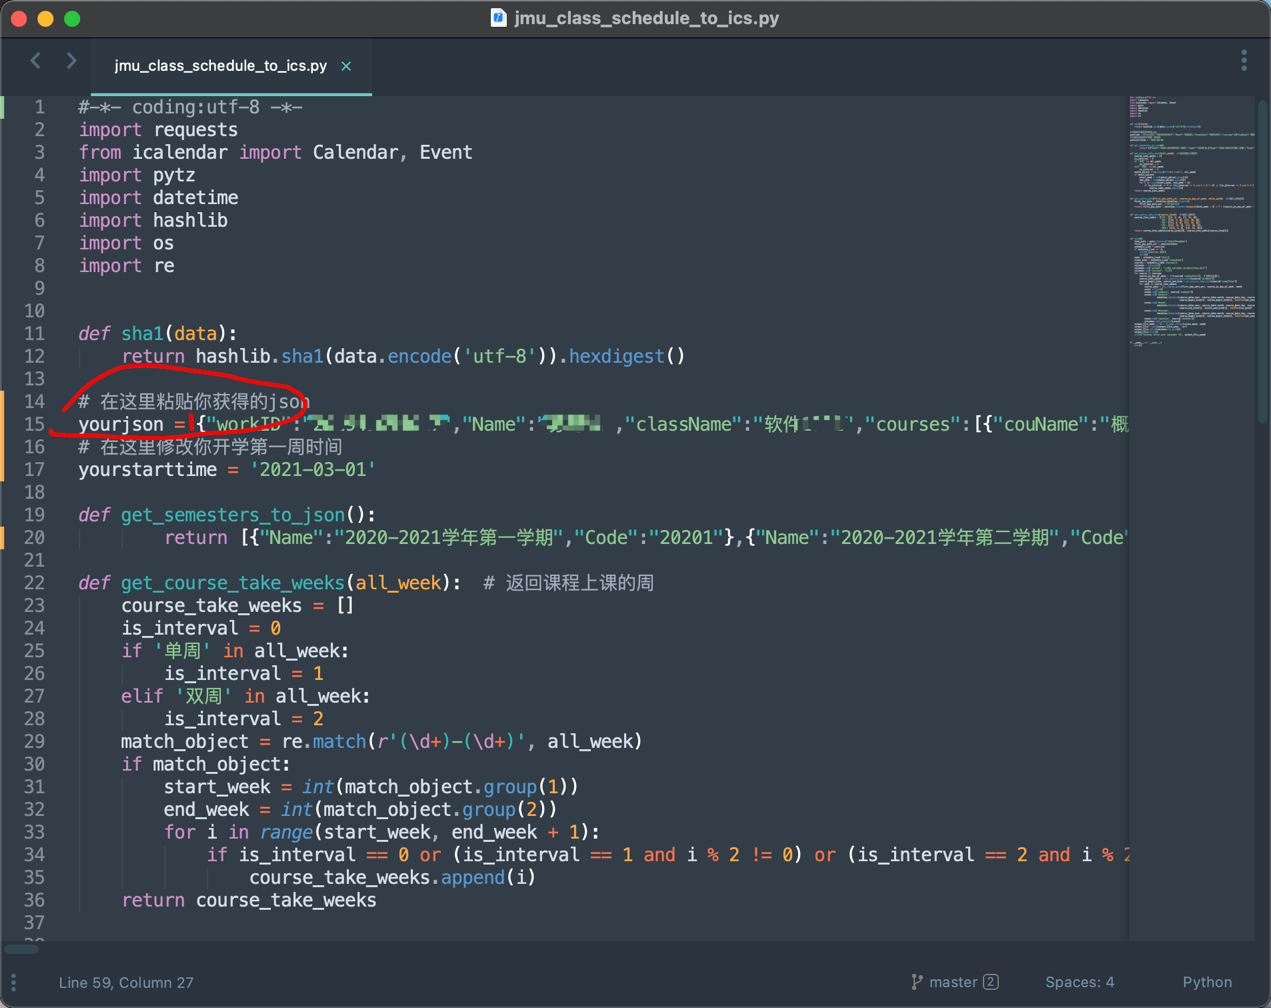 jmu_class_schedule_to_ics.py
jmu_class_schedule_to_ics.py ×
1 #-*- coding:utf-8 -*-
2 import requests
3 from icalendar import Calendar, Event
4 import pytz
5 import datetime
6 import hashlib
7 import os
8 import re
9
10
11 def sha1(data):
12 return hashlib.sha1(data.encode('utf-8')).hexdigest()
13
14 # 在这里粘贴你获得的json
15 yourjson = {"workID":" ","Name":" ,"className":"软件 ","courses":[{"couName":"概
16 # 在这里修改你开学第一周时间
17 yourstarttime = '2021-03-01'
18
19 def get_semesters_to_json():
20 return [{"Name":"2020-2021学年第一学期","Code":"20201"},{"Name":"2020-2021学年第二学期","Code"
21
22 def get_course_take_weeks(all_week): # 返回课程上课的周
23 course_take_weeks = []
24 is_interval = 0
25 if '单周' in all_week:
26 is_interval = 1
27 elif '双周' in all_week:
28 is_interval = 2
29 match_object = re.match(r'(\d+)-(\d+)', all_week)
30 if match_object:
31 start_week = int(match_object.group(1))
32 end_week = int(match_object.group(2))
33 for i in range(start_week, end_week + 1):
34 if is_interval == 0 or (is_interval == 1 and i % 2 != 0) or (is_interval == 2 and i % 2
35 course_take_weeks.append(i)
36 return course_take_weeks
37
Line 59, Column 27 master 2 Spaces: 4 Python